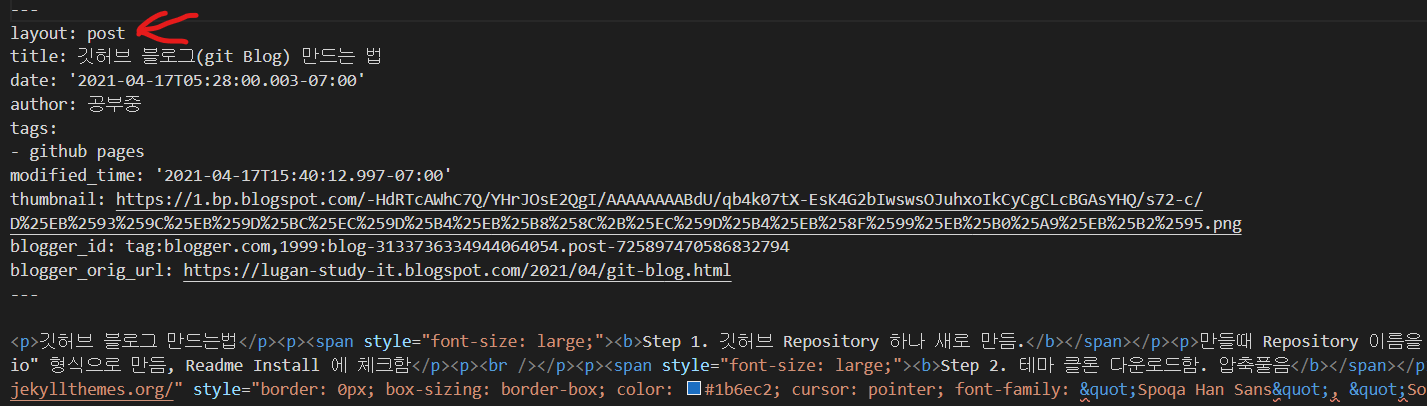 ---
layout: post
title: 깃허브 블로그(git Blog) 만드는 법
date: '2021-04-17T05:28:00.003-07:00'
author: 공부중
tags:
- github pages
modified_time: '2021-04-17T15:40:12.997-07:00'
thumbnail: https://1.bp.blogspot.com/-HdRTcAWhC7Q/YHrJOsE2QgI/AAAAAAAABdU/qb4k07tX-EsK4G2bIwswsOJuhxoIkCyCgCLcBGAsYHQ/s72-c/
D%25EB%2593%259C%25EB%259D%25BC%25EC%259D%25B4%25EB%25B8%258C%2B%25EC%259D%25B4%25EB%258F%2599%25EB%25B0%25A9%25EB%25B2%2595.png
blogger_id: tag:blogger.com,1999:blog-3133736334944064054.post-725897470586832794
blogger_orig_url: https://lugan-study-it.blogspot.com/2021/04/git-blog.html
---
<p>깃허브 블로그 만드는법</p><p><span style="font-size: large;"><b>Step 1. 깃허브 Repository 하나 새로 만듬.</b></span></p><p>만들때 Repository 이름을
io" 형식으로 만듬, Readme Install 에 체크함</p><p><br /></p><p><span style="font-size: large;"><b>Step 2. 테마 클론 다운로드함. 압축풀음</b></span></p
jekyllthemes.org/" style="border: 0px; box-sizing: border-box; color: #1b6ec2; cursor: pointer; font-family: &quot;Spoqa Han Sans&quot;, &quot;So